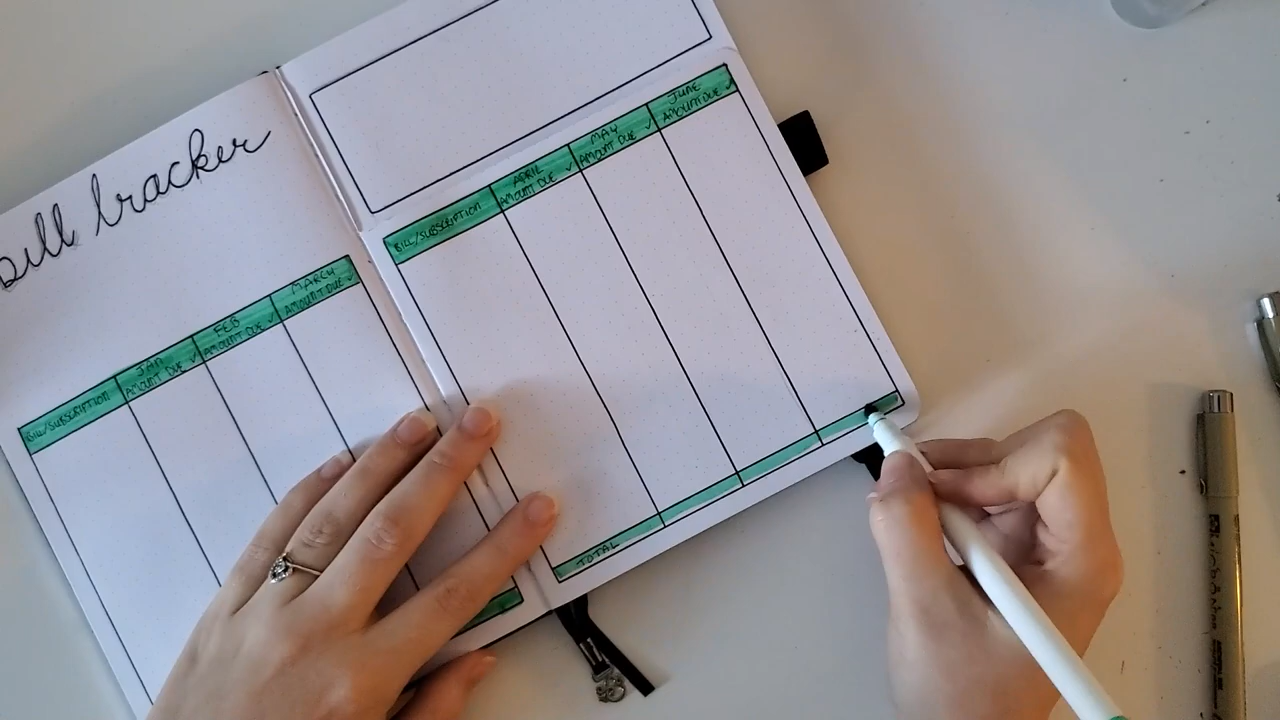 Bill tracker
BILL/SUBSCRIPTION
JAN
AMOUNT DUE ✓
FEB
AMOUNT DUE ✓
MARCH
AMOUNT DUE ✓
BILL/SUBSCRIPTION
APRIL
AMOUNT DUE ✓
MAY
AMOUNT DUE ✓
JUNE
AMOUNT DUE ✓
TOTAL